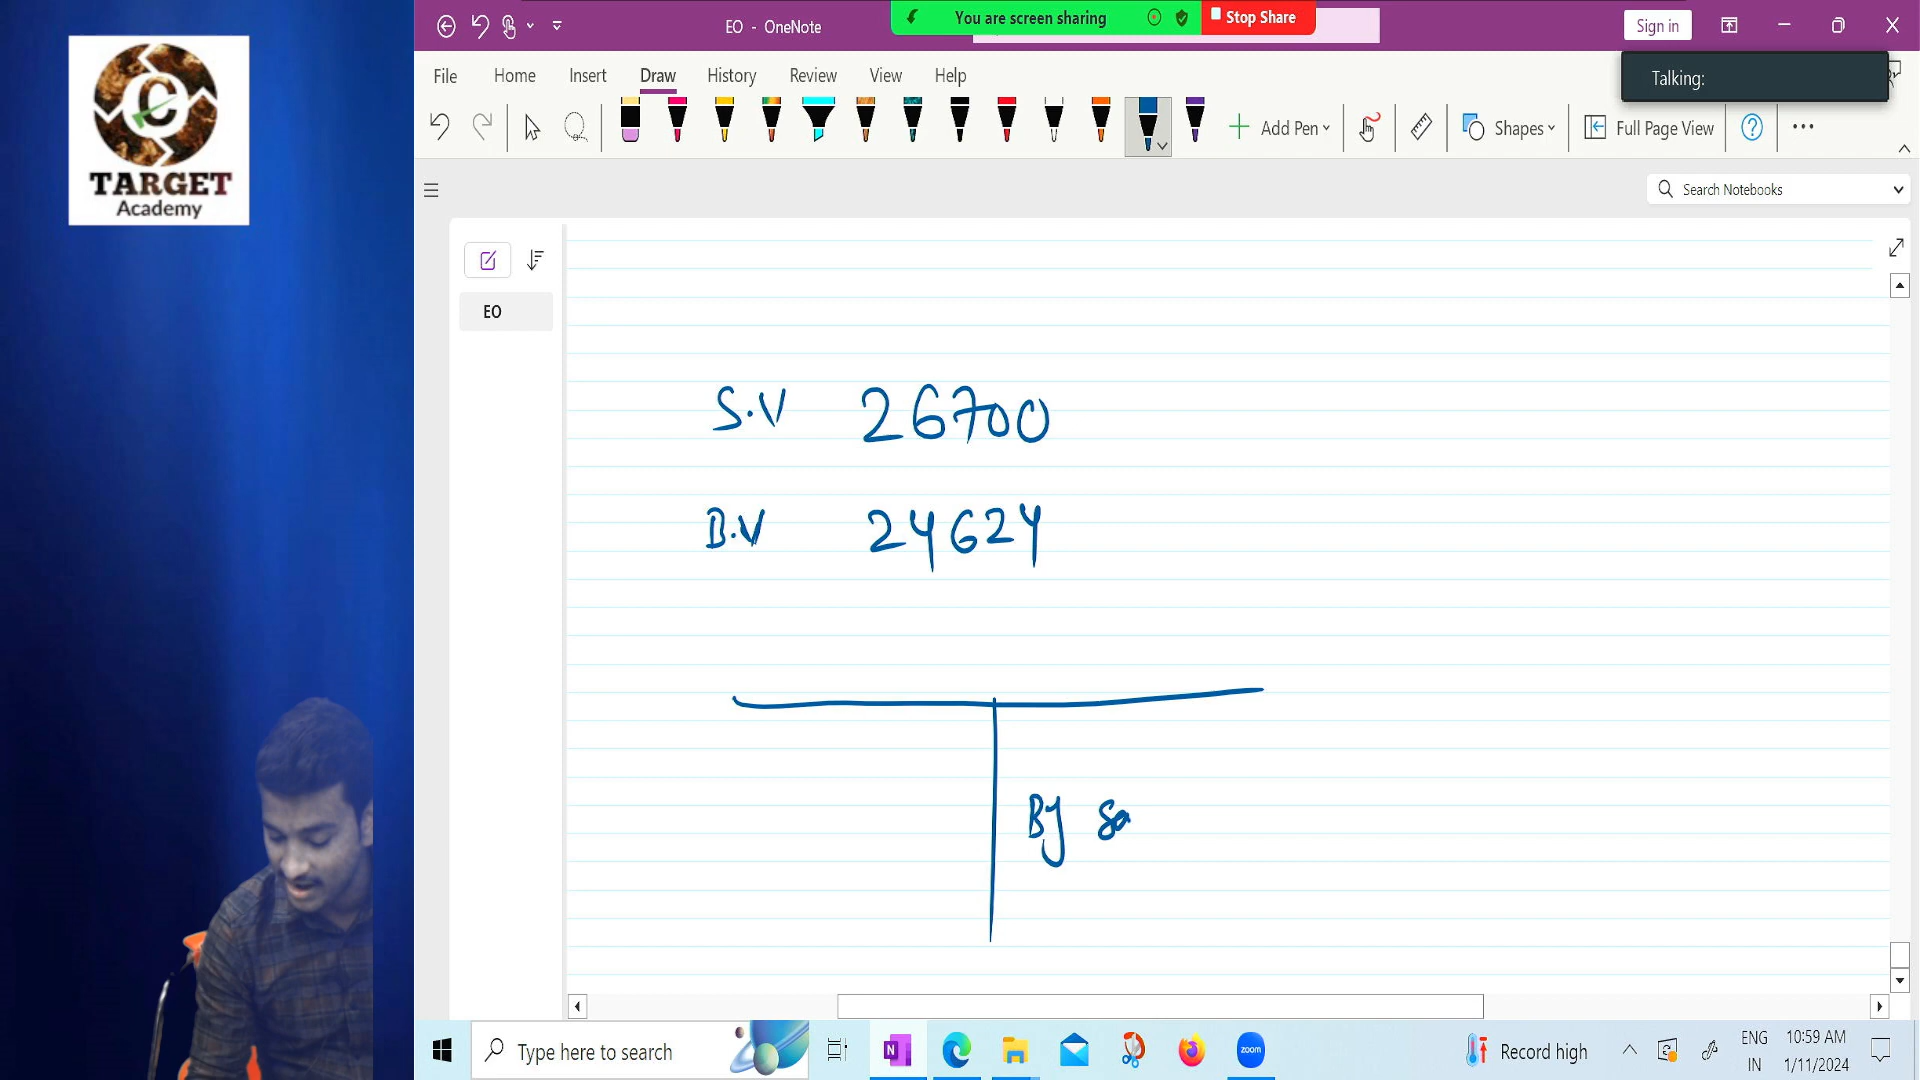 TARGET
Academy
EO - OneNote
You are screen sharing
Stop Share
Sign in
Talking:
File Home Insert Draw History Review View Help
Add Pen
Shapes
Full Page View
Search Notebooks
EO
S.V 26700
B.V 24624
By sa
Type here to search
zoom
Record high
ENG
IN
10:59 AM
1/11/2024